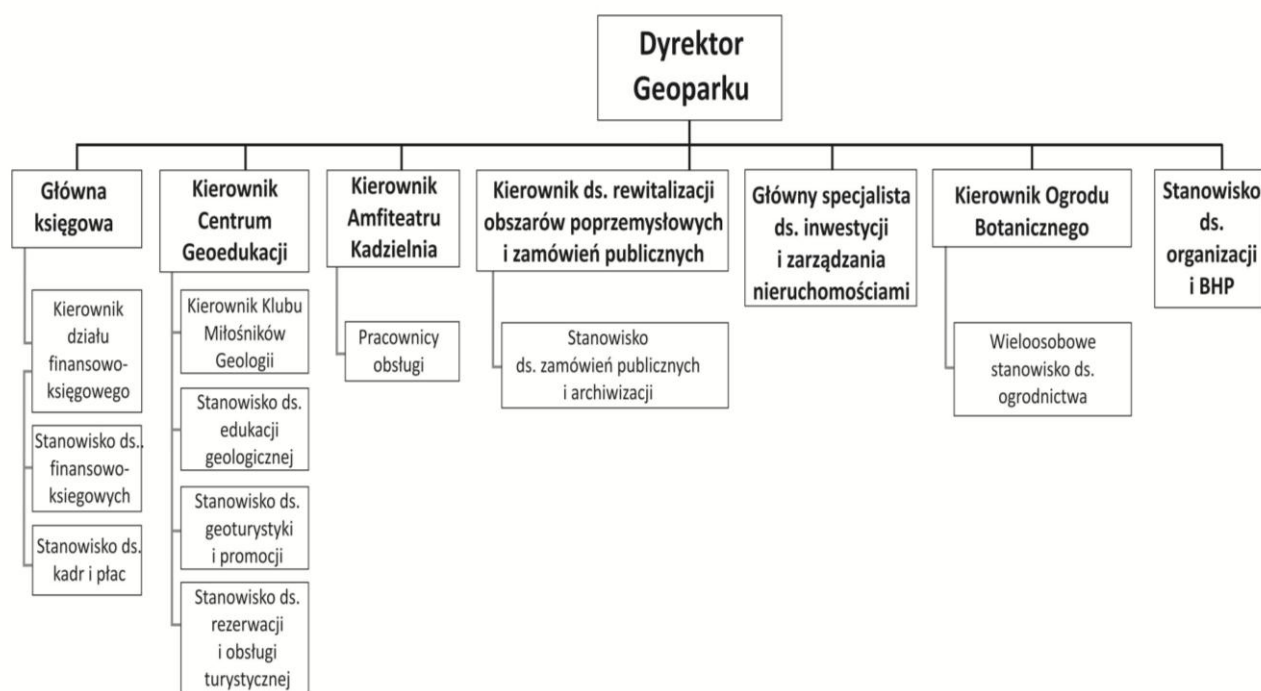 Dyrektor
Geoparku
Główna
księgowa
Kierownik
Centrum
Geoedukacji
Kierownik
Amfiteatru
Kadzielnia
Kierownik ds. rewitalizacji
obszarów poprzemysłowych
i zamówień publicznych
Główny specjalista
ds. inwestycji
i zarządzania
nieruchomościami
Kierownik Ogrodu
Botanicznego
Stanowisko
ds.
organizacji
i BHP
Kierownik
działu
finansowo-
księgowego
Stanowisko ds..
finansowo-
ksiegowych
Stanowisko ds.
kadr i płac
Kierownik Klubu
Miłośników
Geologii
Stanowisko ds.
edukacji
geologicznej
Stanowisko ds.
geoturystyki
i promocji
Stanowisko ds.
rezerwacji
i obsługi
turystycznej
Pracownicy
obsługi
Stanowisko
ds. zamówień publicznych
i archiwizacji
Wieloosobowe
stanowisko ds.
ogrodnictwa